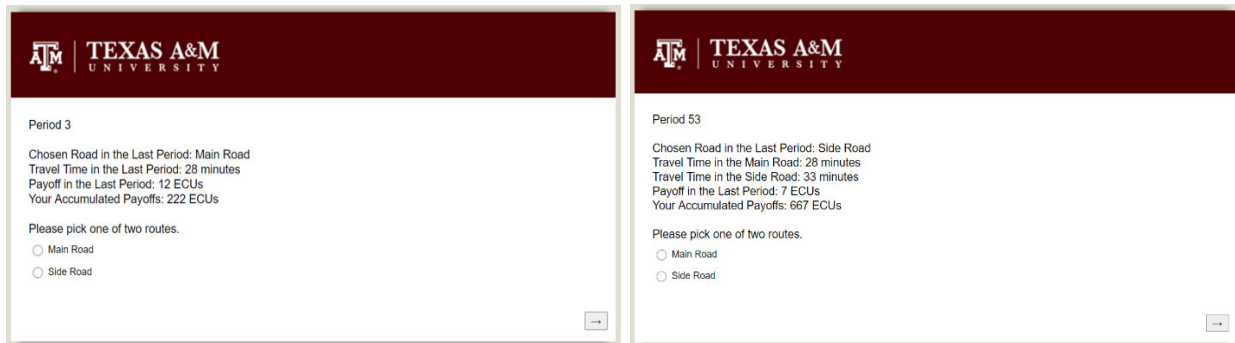 TEXAS A&M
UNIVERSITY
Period 3
Chosen Road in the Last Period: Main Road
Travel Time in the Last Period: 28 minutes
Payoff in the Last Period: 12 ECUs
Your Accumulated Payoffs: 222 ECUs
Please pick one of two routes.
Main Road
Side Road
→
TEXAS A&M
UNIVERSITY
Period 53
Chosen Road in the Last Period: Side Road
Travel Time in the Main Road: 28 minutes
Travel Time in the Side Road: 33 minutes
Payoff in the Last Period: 7 ECUs
Your Accumulated Payoffs: 667 ECUs
Please pick one of two routes.
Main Road
Side Road
→